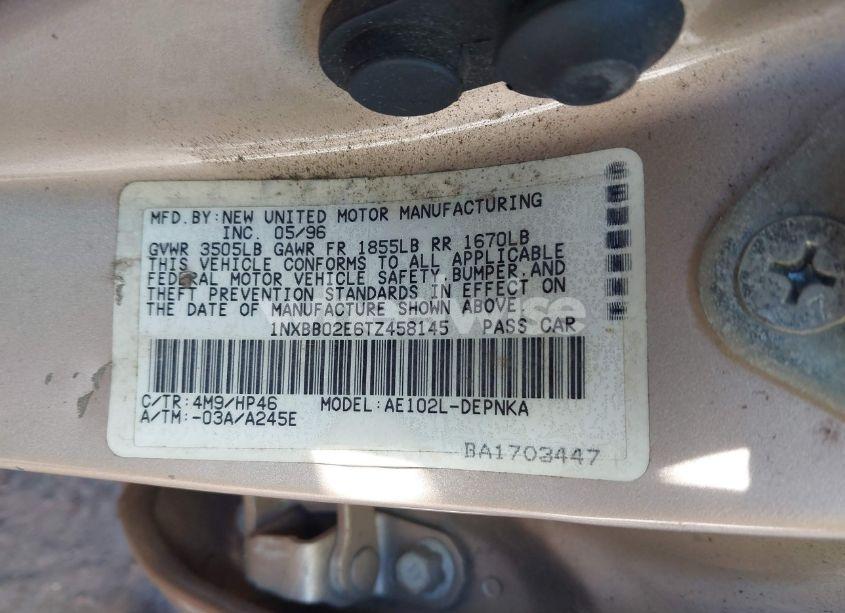 MFD.BY:NEW UNITED MOTOR MANUFACTURING
INC. 05/96
GVWR 3505LB GAWR FR 1855LB RR 1670LB
THIS VEHICLE CONFORMS TO ALL APPLICABLE
FEDERAL MOTOR VEHICLE SAFETY, BUMPER, AND
THEFT PREVENTION STANDARDS IN EFFECT ON
THE DATE OF MANUFACTURE SHOWN ABOVE.
1NXBB02E6TZ458145 PASS CAR
C/TR:4M9/HP46 MODEL:AE102L-DEPNKA
A/TM:-03A/A245E
BA1703447